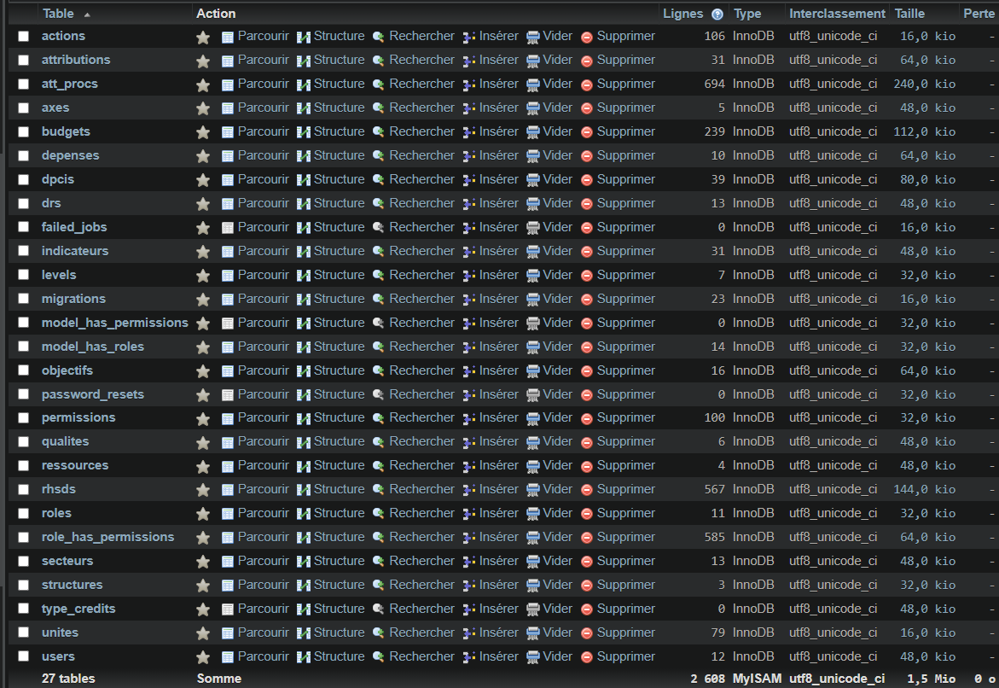 Table Action Lignes Type Interclassement Taille Perte
actions Parcourir Structure Rechercher Insérer Vider Supprimer 106 InnoDB utf8_unicode_ci 16,0 kio -
attributions Parcourir Structure Rechercher Insérer Vider Supprimer 31 InnoDB utf8_unicode_ci 64,0 kio -
att_procs Parcourir Structure Rechercher Insérer Vider Supprimer 694 InnoDB utf8_unicode_ci 240,0 kio -
axes Parcourir Structure Rechercher Insérer Vider Supprimer 5 InnoDB utf8_unicode_ci 48,0 kio -
budgets Parcourir Structure Rechercher Insérer Vider Supprimer 239 InnoDB utf8_unicode_ci 112,0 kio -
depenses Parcourir Structure Rechercher Insérer Vider Supprimer 10 InnoDB utf8_unicode_ci 64,0 kio -
dpcis Parcourir Structure Rechercher Insérer Vider Supprimer 39 InnoDB utf8_unicode_ci 80,0 kio -
drs Parcourir Structure Rechercher Insérer Vider Supprimer 13 InnoDB utf8_unicode_ci 48,0 kio -
failed_jobs Parcourir Structure Rechercher Insérer Vider Supprimer 0 InnoDB utf8_unicode_ci 16,0 kio -
indicateurs Parcourir Structure Rechercher Insérer Vider Supprimer 31 InnoDB utf8_unicode_ci 48,0 kio -
levels Parcourir Structure Rechercher Insérer Vider Supprimer 7 InnoDB utf8_unicode_ci 32,0 kio -
migrations Parcourir Structure Rechercher Insérer Vider Supprimer 23 InnoDB utf8_unicode_ci 16,0 kio -
model_has_permissions Parcourir Structure Rechercher Insérer Vider Supprimer 0 InnoDB utf8_unicode_ci 32,0 kio -
model_has_roles Parcourir Structure Rechercher Insérer Vider Supprimer 14 InnoDB utf8_unicode_ci 32,0 kio -
objectifs Parcourir Structure Rechercher Insérer Vider Supprimer 16 InnoDB utf8_unicode_ci 64,0 kio -
password_resets Parcourir Structure Rechercher Insérer Vider Supprimer 0 InnoDB utf8_unicode_ci 32,0 kio -
permissions Parcourir Structure Rechercher Insérer Vider Supprimer 100 InnoDB utf8_unicode_ci 32,0 kio -
qualites Parcourir Structure Rechercher Insérer Vider Supprimer 6 InnoDB utf8_unicode_ci 48,0 kio -
ressources Parcourir Structure Rechercher Insérer Vider Supprimer 4 InnoDB utf8_unicode_ci 48,0 kio -
rhsds Parcourir Structure Rechercher Insérer Vider Supprimer 567 InnoDB utf8_unicode_ci 144,0 kio -
roles Parcourir Structure Rechercher Insérer Vider Supprimer 11 InnoDB utf8_unicode_ci 32,0 kio -
role_has_permissions Parcourir Structure Rechercher Insérer Vider Supprimer 585 InnoDB utf8_unicode_ci 64,0 kio -
secteurs Parcourir Structure Rechercher Insérer Vider Supprimer 13 InnoDB utf8_unicode_ci 48,0 kio -
structures Parcourir Structure Rechercher Insérer Vider Supprimer 3 InnoDB utf8_unicode_ci 32,0 kio -
type_credits Parcourir Structure Rechercher Insérer Vider Supprimer 0 InnoDB utf8_unicode_ci 48,0 kio -
unites Parcourir Structure Rechercher Insérer Vider Supprimer 79 InnoDB utf8_unicode_ci 16,0 kio -
users Parcourir Structure Rechercher Insérer Vider Supprimer 12 InnoDB utf8_unicode_ci 48,0 kio -
27 tables Somme 2 608 MyISAM utf8_unicode_ci 1,5 Mio 0 o